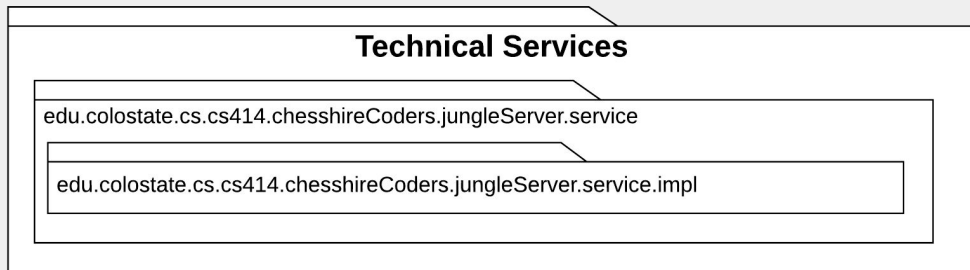 Technical Services
edu.colostate.cs.cs414.chesshireCoders.jungleServer.service
edu.colostate.cs.cs414.chesshireCoders.jungleServer.service.impl